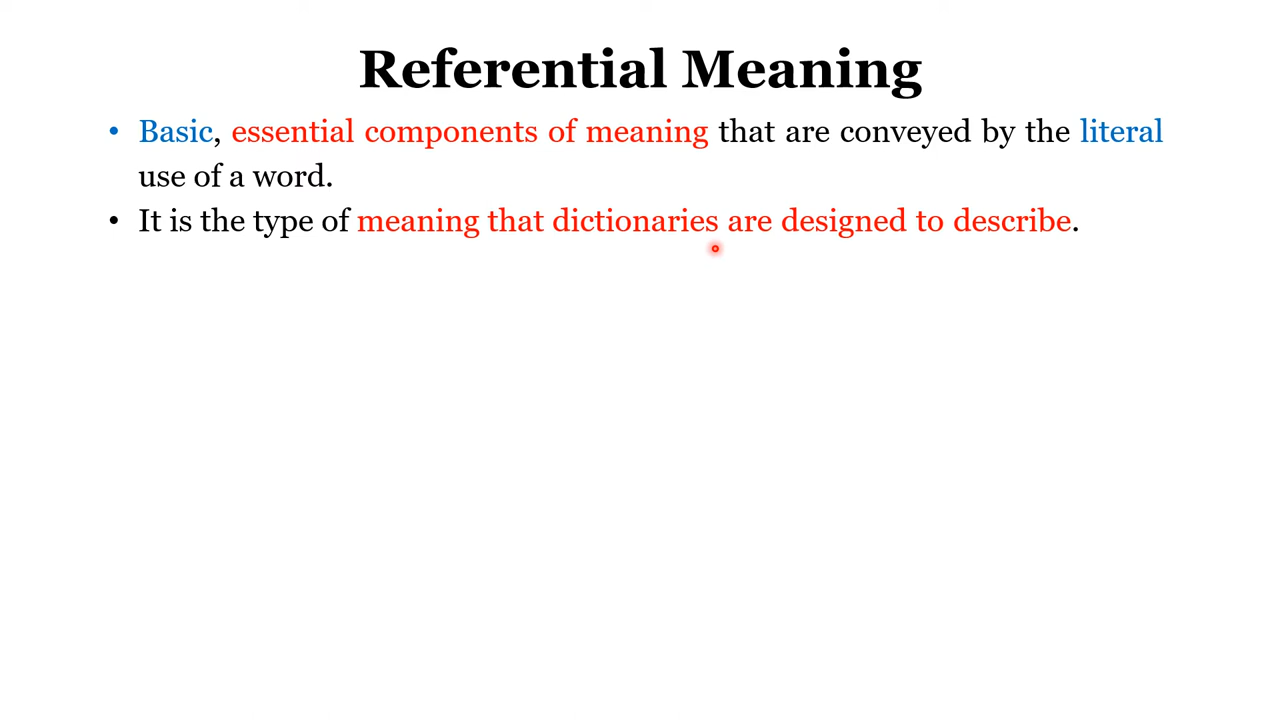 Referential Meaning
• Basic, essential components of meaning that are conveyed by the literal
use of a word.
• It is the type of meaning that dictionaries are designed to describe.